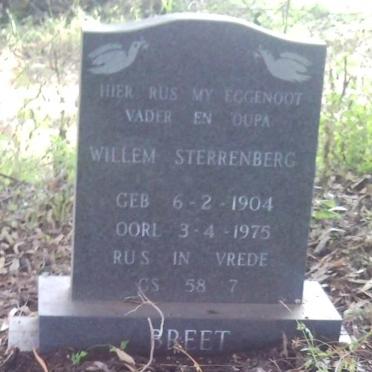 HIER RUS MY EGGENOOT
VADER EN OUPA
WILLEM STERRENBERG
GEB 6-2-1904
OORL 3-4-1975
RUS IN VREDE
GS 58 7
BREET